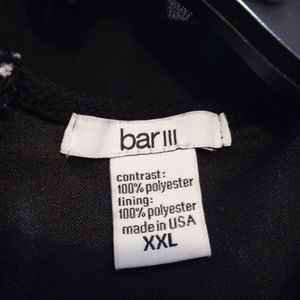 bar III
contrast:
100% polyester
lining:
100% polyester
made in USA
XXL